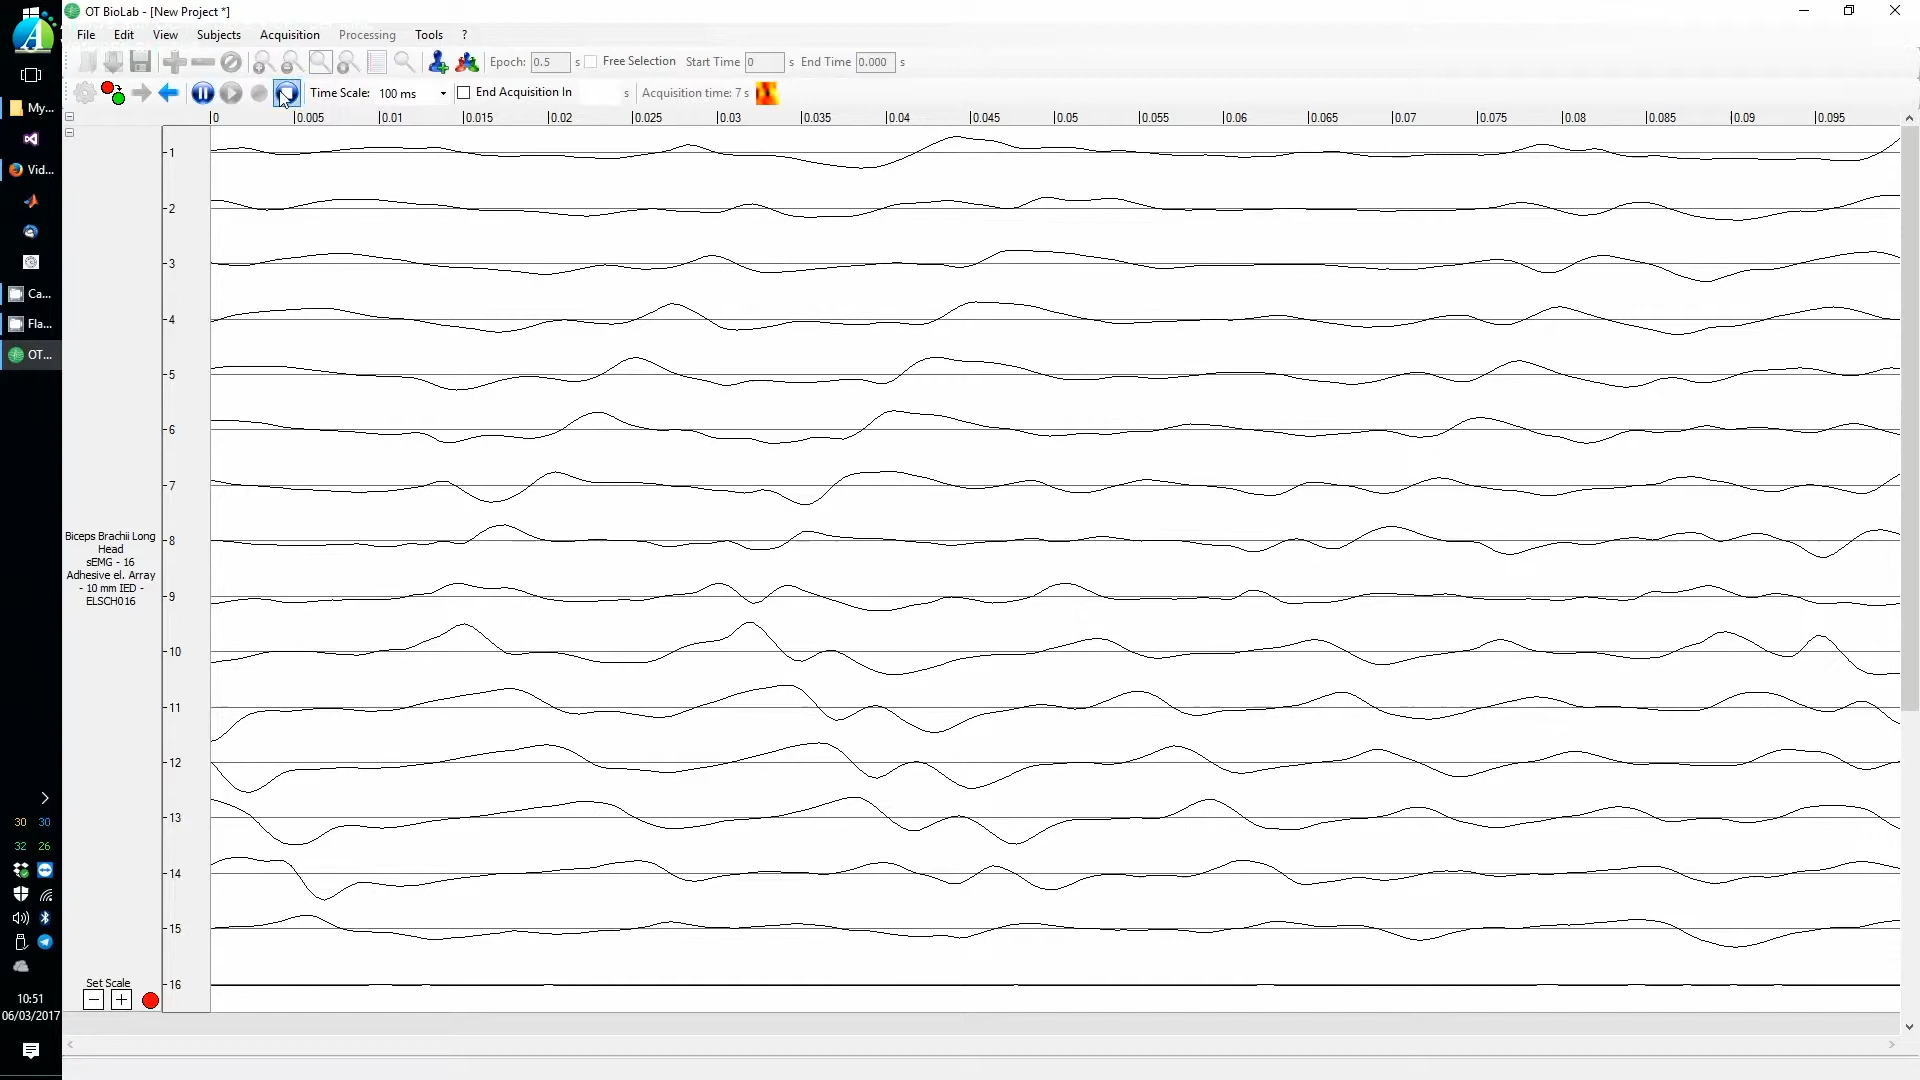 OT BioLab - [New Project *]
File Edit View Subjects Acquisition Processing Tools ?
Epoch: 0.5 s Free Selection Start Time 0 s End Time 0.000 s
Time Scale: 100 ms End Acquisition In s Acquisition time: 7 s
0 0.005 0.01 0.015 0.02 0.025 0.03 0.035 0.04 0.045 0.05 0.055 0.06 0.065 0.07 0.075 0.08 0.085 0.09 0.095
My...
Vid...
Ca...
Fla...
OT...
1
2
3
4
5
6
7
8
9
10
11
12
13
14
15
16
Biceps Brachii Long
Head
sEMG - 16
Adhesive el. Array
- 10 mm IED -
ELSCH016
Set Scale
30 30
32 26
10:51
06/03/2017